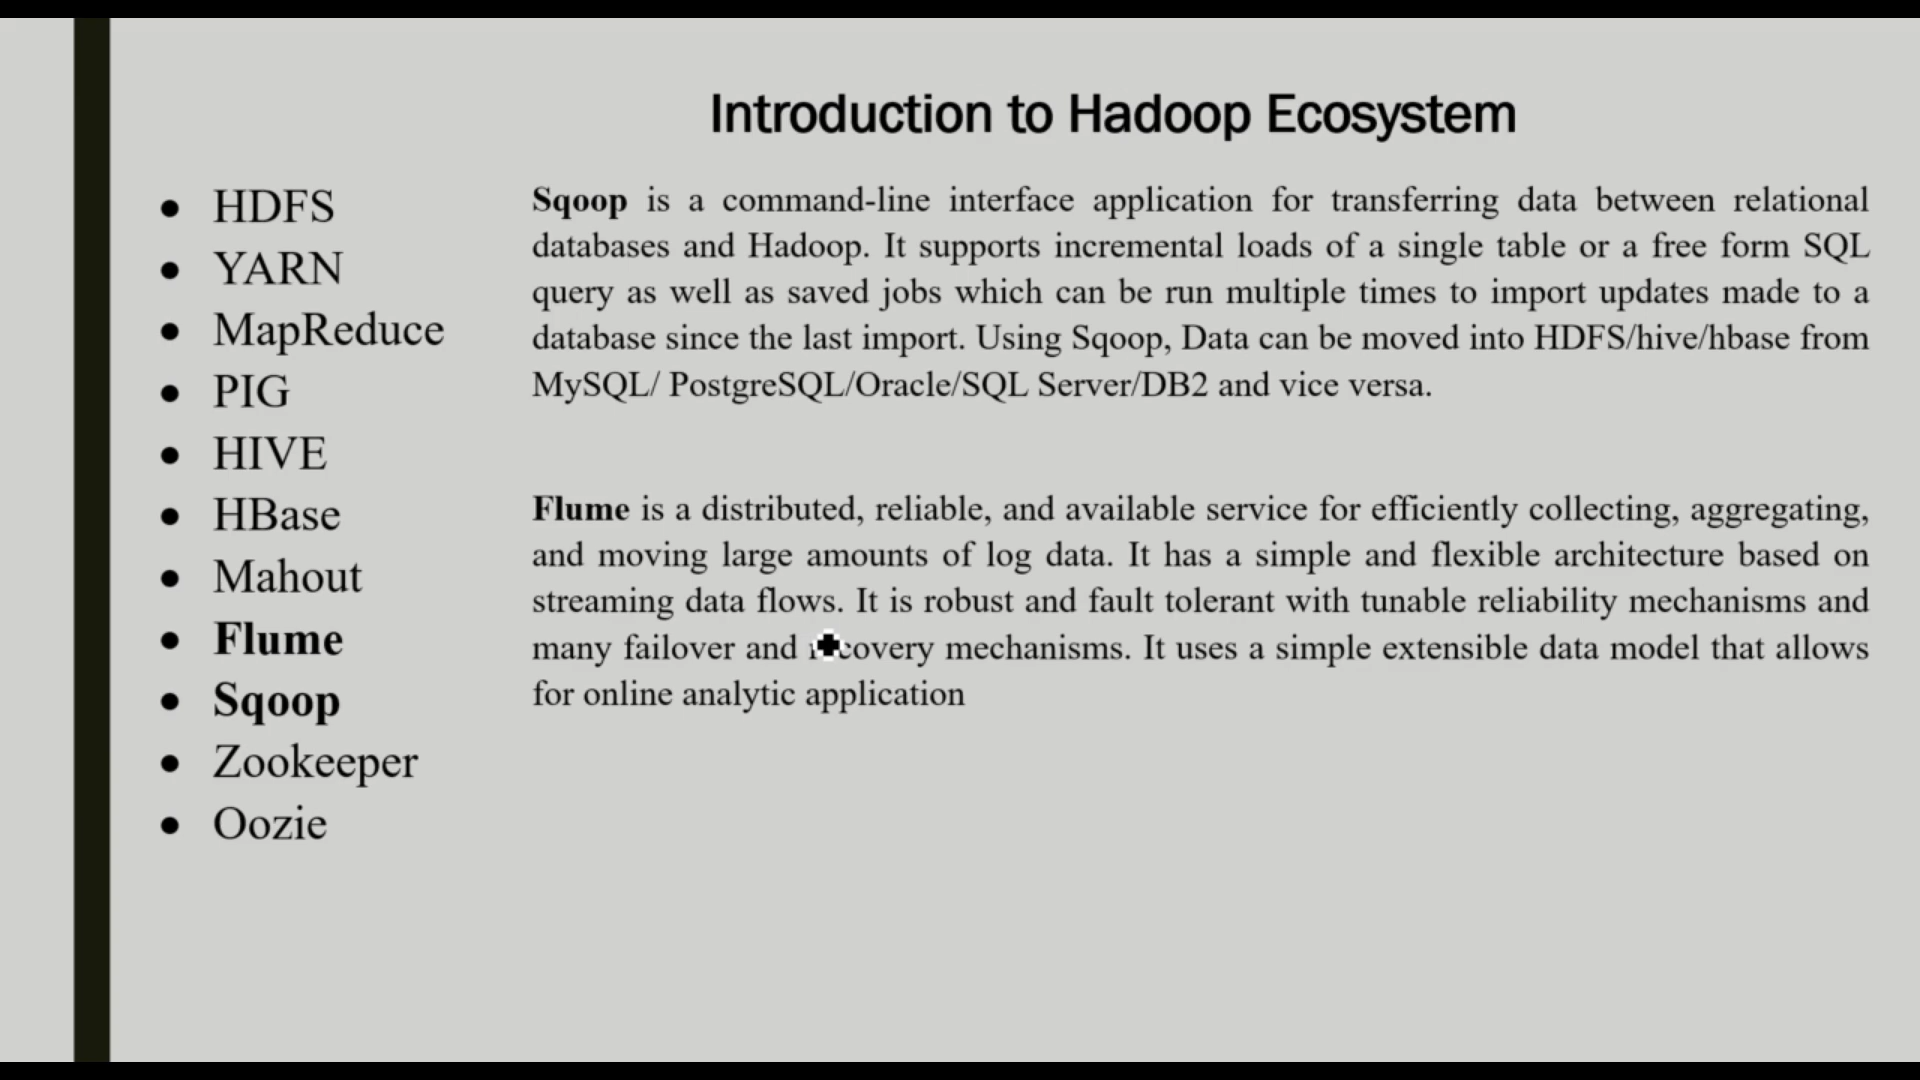 Introduction to Hadoop Ecosystem
HDFS
YARN
MapReduce
PIG
HIVE
HBase
Mahout
Flume
Sqoop
Zookeeper
Oozie
Sqoop is a command-line interface application for transferring data between relational
databases and Hadoop. It supports incremental loads of a single table or a free form SQL
query as well as saved jobs which can be run multiple times to import updates made to a
database since the last import. Using Sqoop, Data can be moved into HDFS/hive/hbase from
MySQL/ PostgreSQL/Oracle/SQL Server/DB2 and vice versa.
Flume is a distributed, reliable, and available service for efficiently collecting, aggregating,
and moving large amounts of log data. It has a simple and flexible architecture based on
streaming data flows. It is robust and fault tolerant with tunable reliability mechanisms and
many failover and recovery mechanisms. It uses a simple extensible data model that allows
for online analytic application